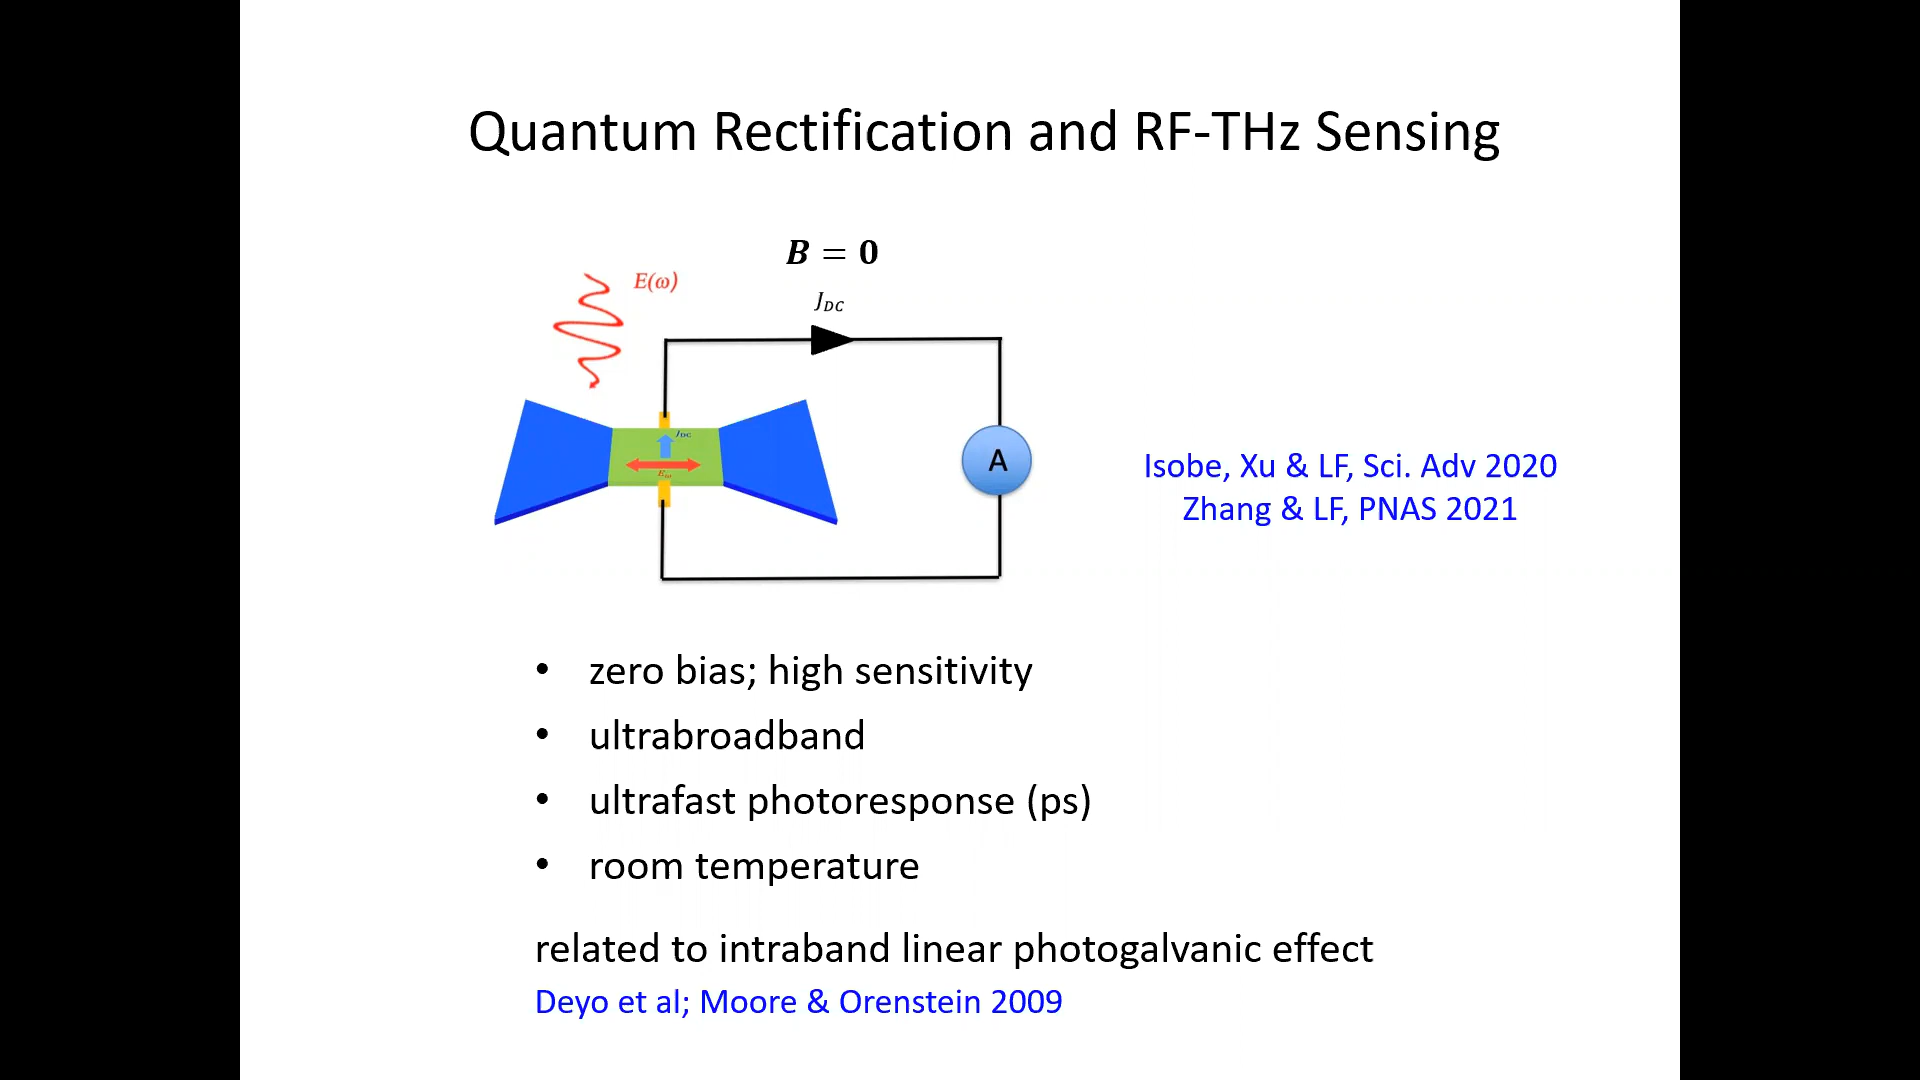 Quantum Rectification and RF-THz Sensing
B = 0
E(ω)
J_DC
J_DC
E_ω
A
Isobe, Xu & LF, Sci. Adv 2020
Zhang & LF, PNAS 2021
• zero bias; high sensitivity
• ultrabroadband
• ultrafast photoresponse (ps)
• room temperature
related to intraband linear photogalvanic effect
Deyo et al; Moore & Orenstein 2009